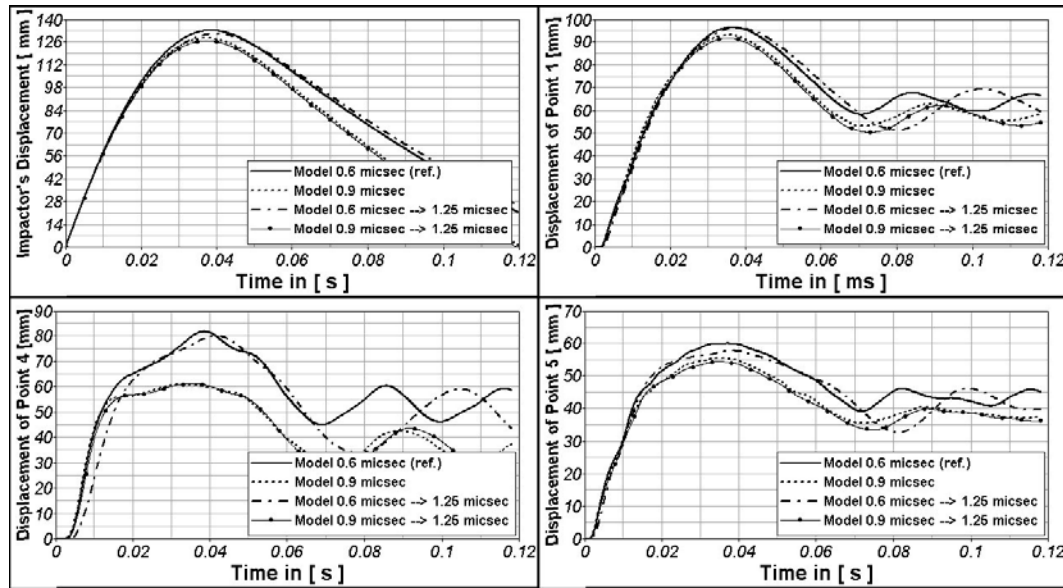 Impactor's Displacement [ mm ]
140
126
112
98
84
70
56
42
28
14
0
Model 0.6 micsec (ref.)
Model 0.9 micsec
Model 0.6 micsec --> 1.25 micsec
Model 0.9 micsec --> 1.25 micsec
0 0.02 0.04 0.06 0.08 0.1 0.12
Time in [ s ]
Displacement of Point 1 [mm]
100
90
80
70
60
50
40
30
20
10
0
Model 0.6 micsec (ref.)
Model 0.9 micsec
Model 0.6 micsec --> 1.25 micsec
Model 0.9 micsec --> 1.25 micsec
0 0.02 0.04 0.06 0.08 0.1 0.12
Time in [ ms ]
Displacement of Point 4 [mm]
90
80
70
60
50
40
30
20
10
0
Model 0.6 micsec (ref.)
Model 0.9 micsec
Model 0.6 micsec --> 1.25 micsec
Model 0.9 micsec --> 1.25 micsec
0 0.02 0.04 0.06 0.08 0.1 0.12
Time in [ s ]
Displacement of Point 5 [ mm]
70
60
50
40
30
20
10
0
Model 0.6 micsec (ref.)
Model 0.9 micsec
Model 0.6 micsec --> 1.25 micsec
Model 0.9 micsec --> 1.25 micsec
0 0.02 0.04 0.06 0.08 0.1 0.12
Time in [ s ]